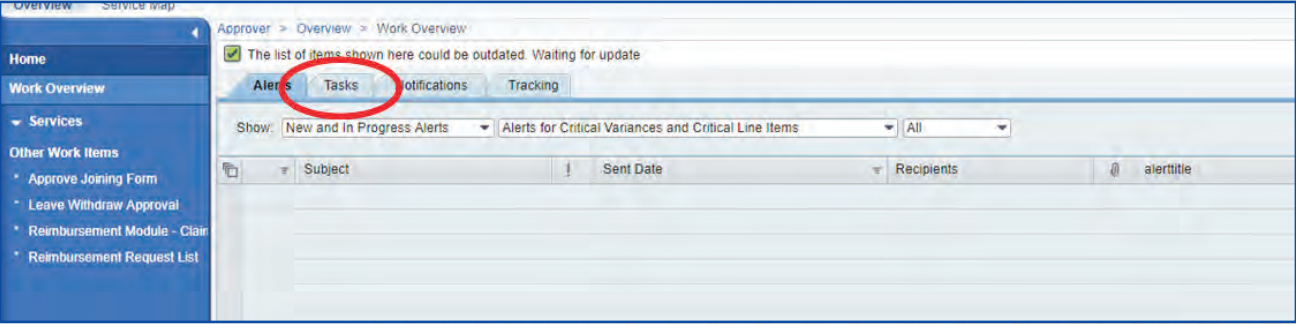 Overview Service Map
Approver > Overview > Work Overview
The list of items shown here could be outdated. Waiting for update
Home
Work Overview
Services
Other Work Items
Approve Joining Form
Leave Withdraw Approval
Reimbursement Module - Clain
Reimbursement Request List
Alerts Tasks Notifications Tracking
Show: New and In Progress Alerts Alerts for Critical Variances and Critical Line Items All
Subject ! Sent Date Recipients alerttitle